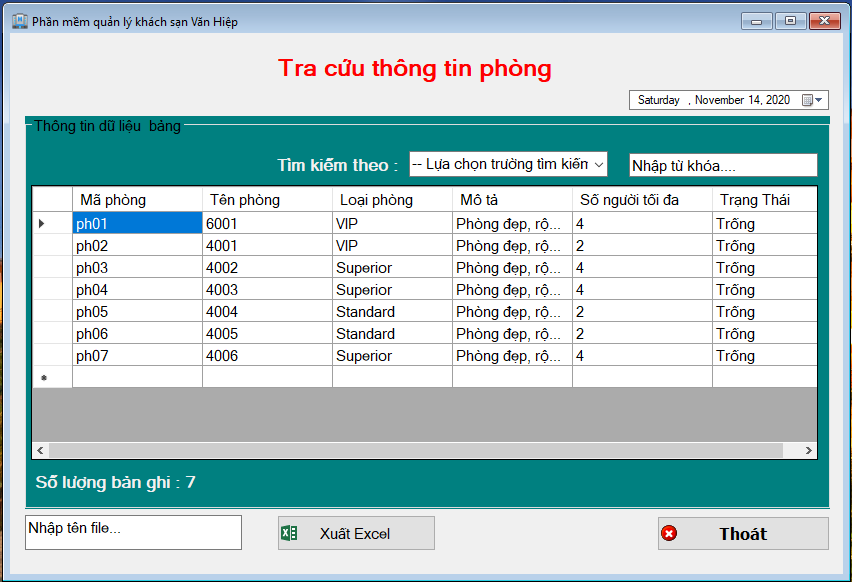 Phần mềm quản lý khách sạn Văn Hiệp
Tra cứu thông tin phòng
Saturday , November 14, 2020
Thông tin dữ liệu bảng
Tìm kiếm theo : -- Lựa chọn trường tìm kiếm Nhập từ khóa....
Mã phòng Tên phòng Loại phòng Mô tả Số người tối đa Trạng Thái
ph01 6001 VIP Phòng đẹp, rộ... 4 Trống
ph02 4001 VIP Phòng đẹp, rộ... 2 Trống
ph03 4002 Superior Phòng đẹp, rộ... 4 Trống
ph04 4003 Superior Phòng đẹp, rộ... 4 Trống
ph05 4004 Standard Phòng đẹp, rộ... 2 Trống
ph06 4005 Standard Phòng đẹp, rộ... 2 Trống
ph07 4006 Superior Phòng đẹp, rộ... 4 Trống
Số lượng bản ghi : 7
Nhập tên file... Xuất Excel Thoát